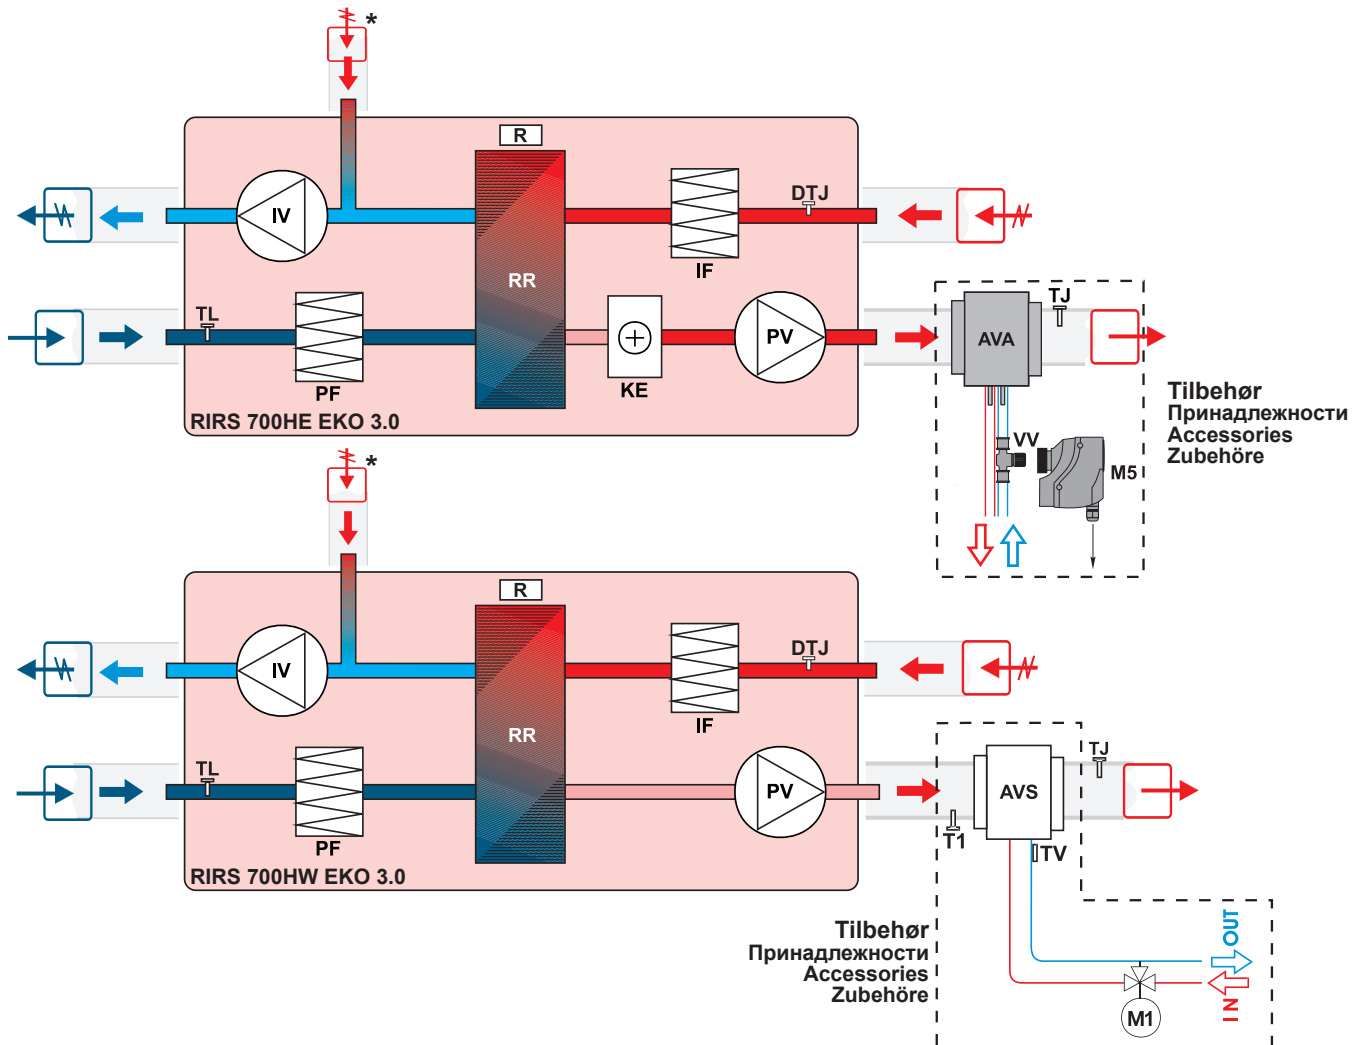 *
R
IV
RR
IF
DTJ
TL
PF
KE
PV
RIRS 700HE EKO 3.0
AVA
TJ
VV
M5
Tilbehør
Принадлежности
Accessories
Zubehöre
*
R
IV
RR
IF
DTJ
TL
PF
PV
RIRS 700HW EKO 3.0
AVS
TJ
T1
TV
Tilbehør
Принадлежности
Accessories
Zubehöre
OUT
IN
M1